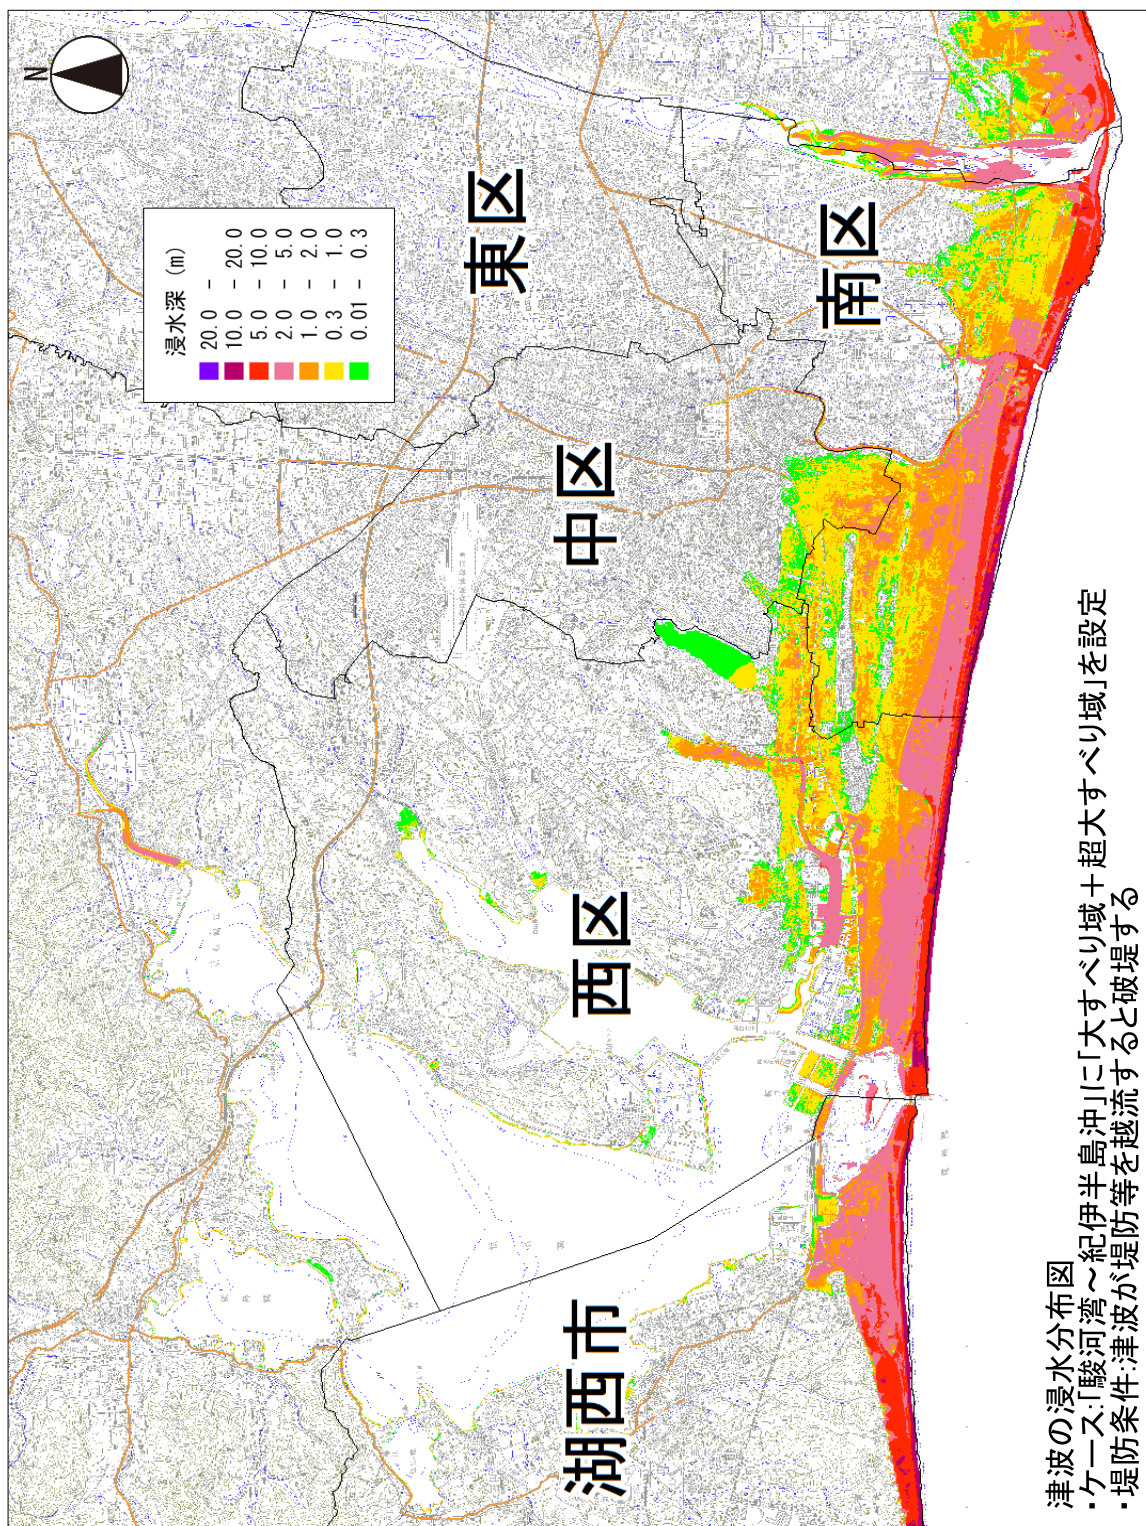 N
浸水深 (m)
20.0 -
10.0 - 20.0
5.0 - 10.0
2.0 - 5.0
1.0 - 2.0
0.3 - 1.0
0.01 - 0.3
東区
南区
中区
西区
湖西市
津波の浸水分布図
・ケース:「駿河湾～紀伊半島沖」に「大すべり域＋超大すべり域」を設定
・堤防条件:津波が堤防等を越流すると破堤する